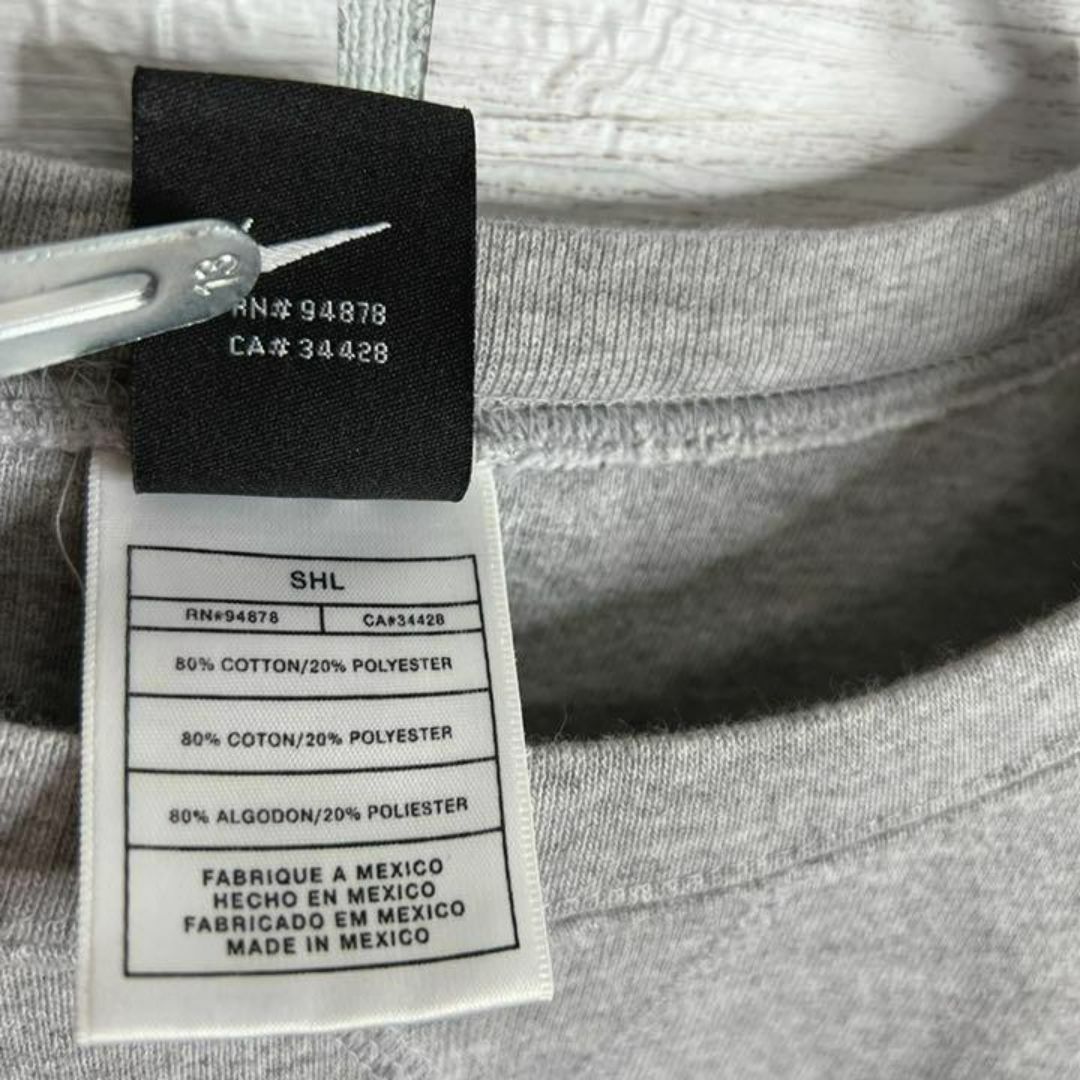 13
RN# 94878
CA# 34428
SHL
RN#94878 CA#34428
80% COTTON/20% POLYESTER
80% COTON/20% POLYESTER
80% ALGODON/20% POLIESTER
FABRIQUE A MEXICO
HECHO EN MEXICO
FABRICADO EM MEXICO
MADE IN MEXICO